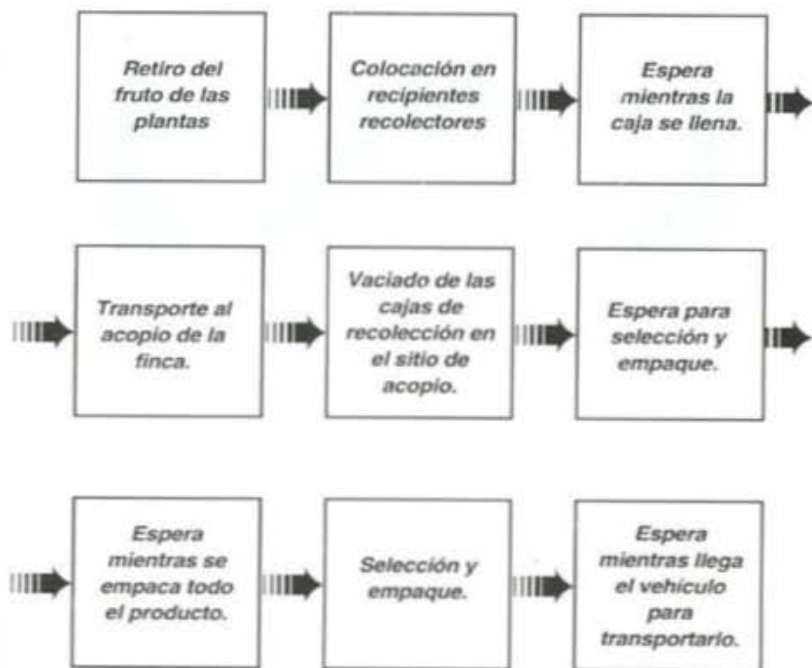 Retiro del
fruto de las
plantas
Colocación en
recipientes
recolectores
Espera
mientras la
caja se llena.
Transporte al
acopio de la
finca.
Vaciado de las
cajas de
recolección en
el sitio de
acopio.
Espera para
selección y
empaque.
Espera
mientras se
empaca todo
el producto.
Selección y
empaque.
Espera
mientras llega
el vehículo
para
transportario.